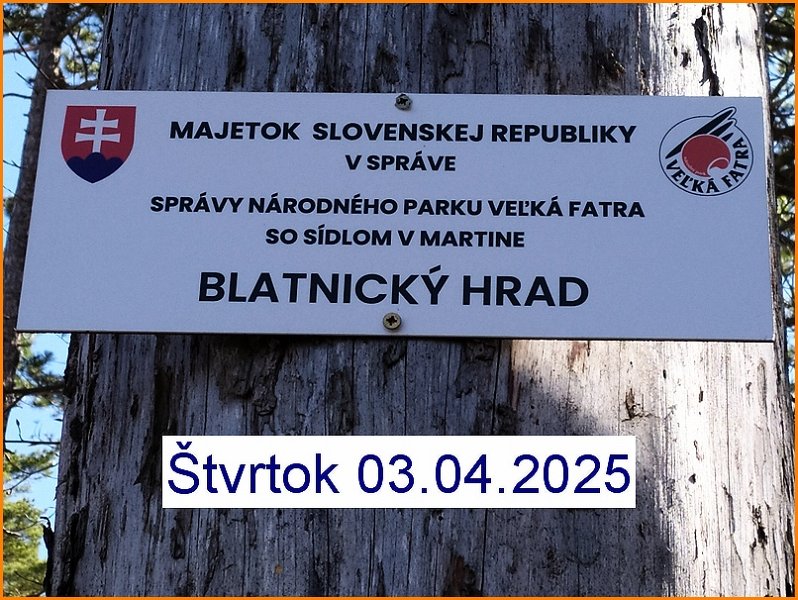 MAJETOK SLOVENSKEJ REPUBLIKY
V SPRÁVE
SPRÁVY NÁRODNÉHO PARKU VEĽKÁ FATRA
SO SÍDLOM V MARTINE
BLATNICKÝ HRAD
VEĽKÁ FATRA
Štvrtok 03.04.2025